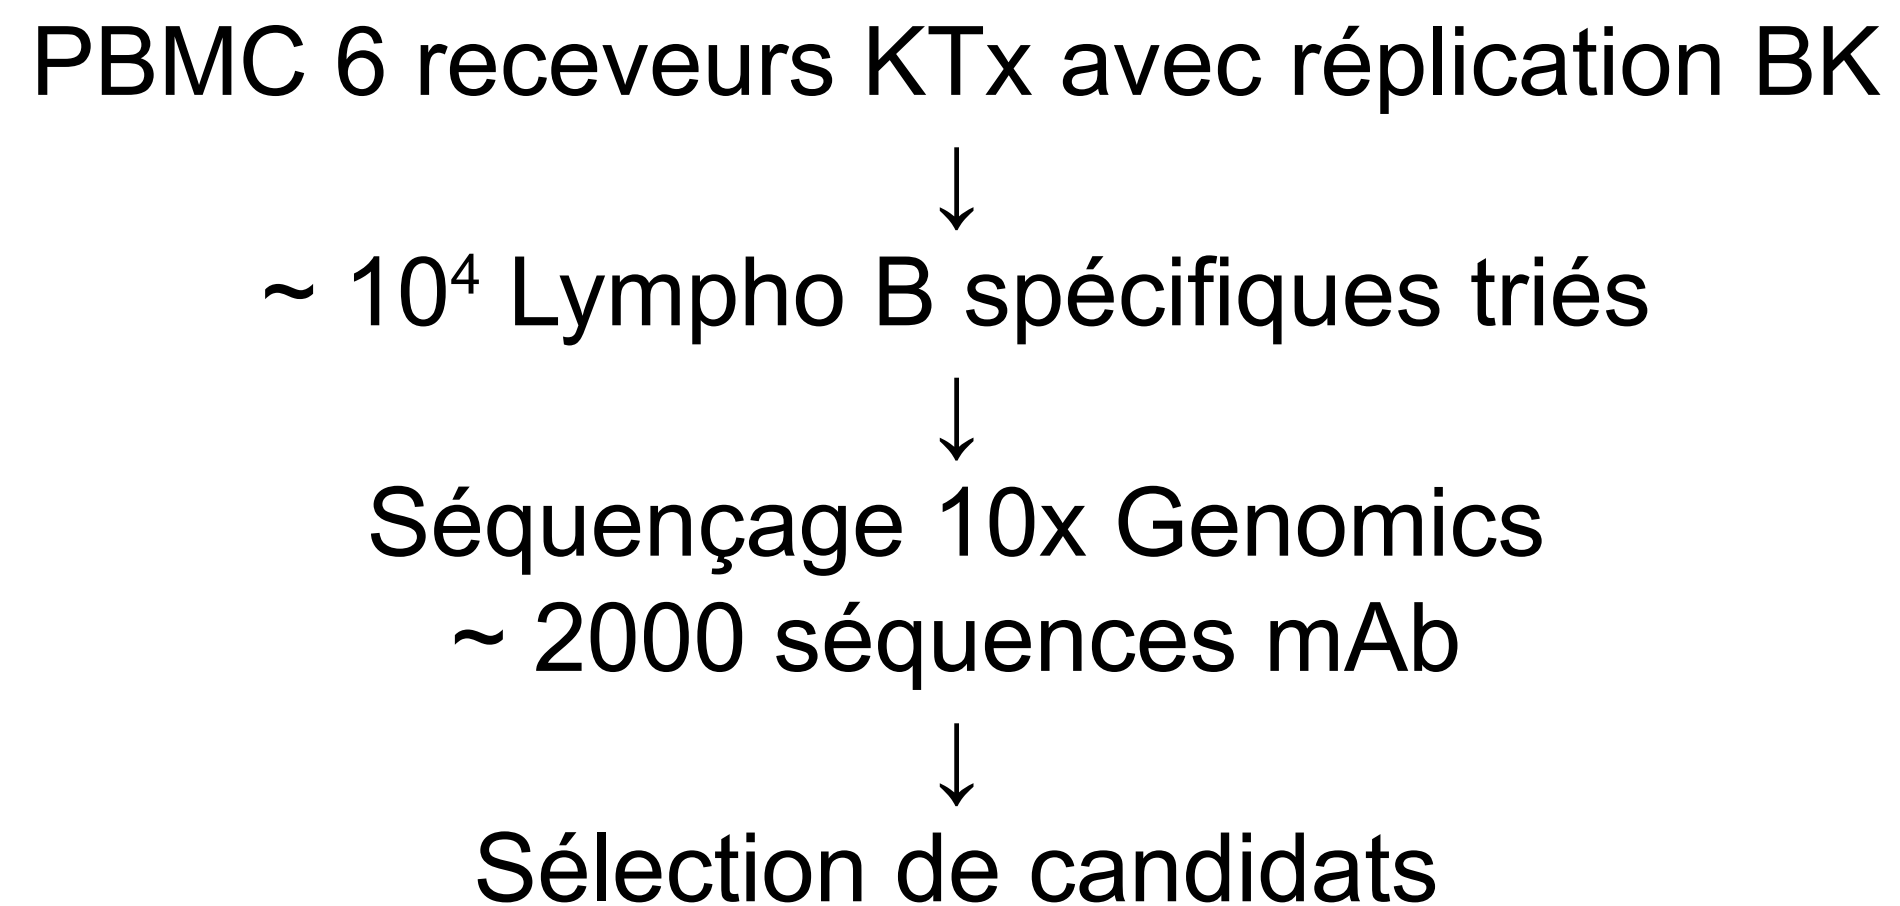 PBMC 6 receveurs KTx avec réplication BK
↓
~ 10⁴ Lympho B spécifiques triés
↓
Séquençage 10x Genomics
~ 2000 séquences mAb
↓
Sélection de candidats